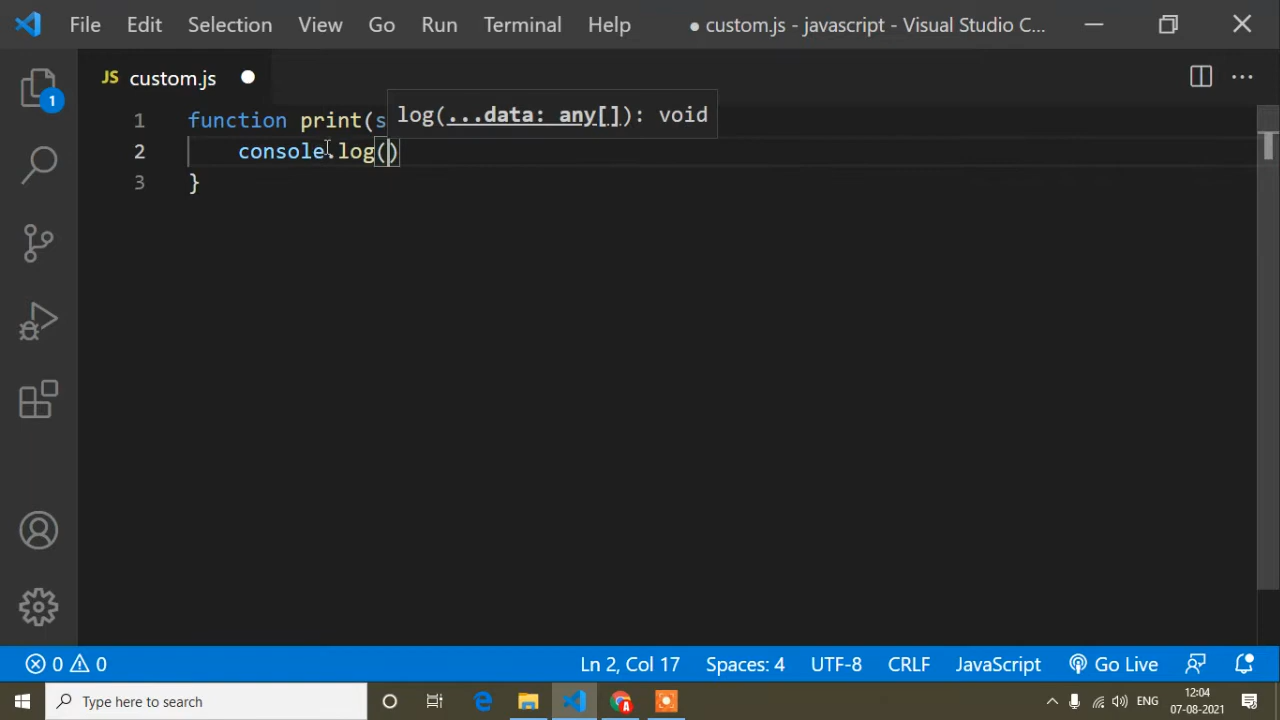 File Edit Selection View Go Run Terminal Help ● custom.js - javascript - Visual Studio C...
JS custom.js
log(...data: any[]): void
1 function print(s
2 console.log()
3 }
1
0 0 Ln 2, Col 17 Spaces: 4 UTF-8 CRLF JavaScript Go Live
Type here to search ENG 12:04
07-08-2021